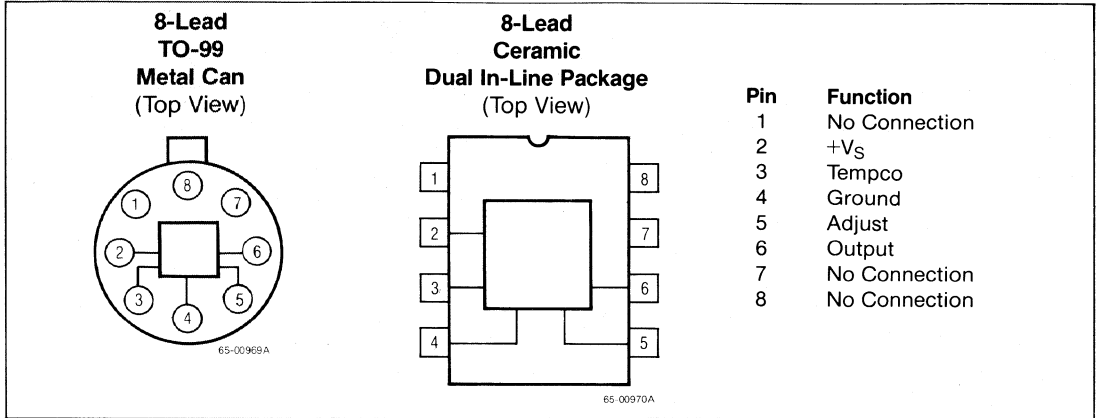 8-Lead
TO-99
Metal Can
(Top View)
8
1
7
2
6
3
5
4
65-00969A
8-Lead
Ceramic
Dual In-Line Package
(Top View)
1
8
2
7
3
6
4
5
65-00970A
Pin Function
1 No Connection
2 +VS
3 Tempco
4 Ground
5 Adjust
6 Output
7 No Connection
8 No Connection